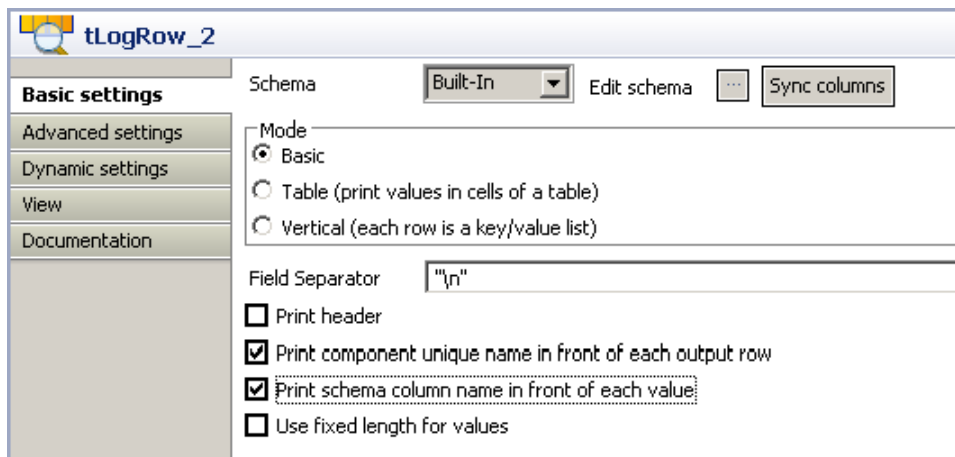 tLogRow_2
Basic settings
Advanced settings
Dynamic settings
View
Documentation
Schema Built-In Edit schema ... Sync columns
Mode
Basic
Table (print values in cells of a table)
Vertical (each row is a key/value list)
Field Separator "\n"
Print header
Print component unique name in front of each output row
Print schema column name in front of each value
Use fixed length for values